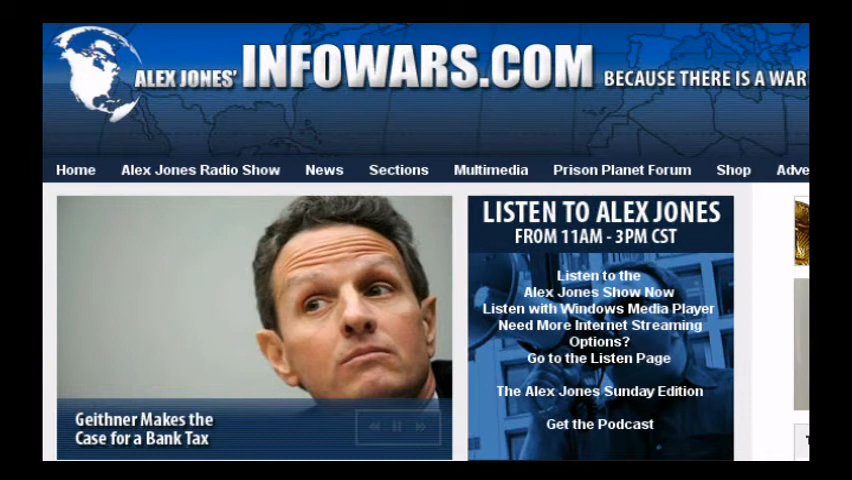 ALEX JONES' INFOWARS.COM BECAUSE THERE IS A WAR
Home Alex Jones Radio Show News Sections Multimedia Prison Planet Forum Shop Adve
LISTEN TO ALEX JONES
FROM 11AM - 3PM CST
Listen to the
Alex Jones Show Now
Listen with Windows Media Player
Need More Internet Streaming
Options?
Go to the Listen Page
The Alex Jones Sunday Edition
Get the Podcast
Geithner Makes the
Case for a Bank Tax